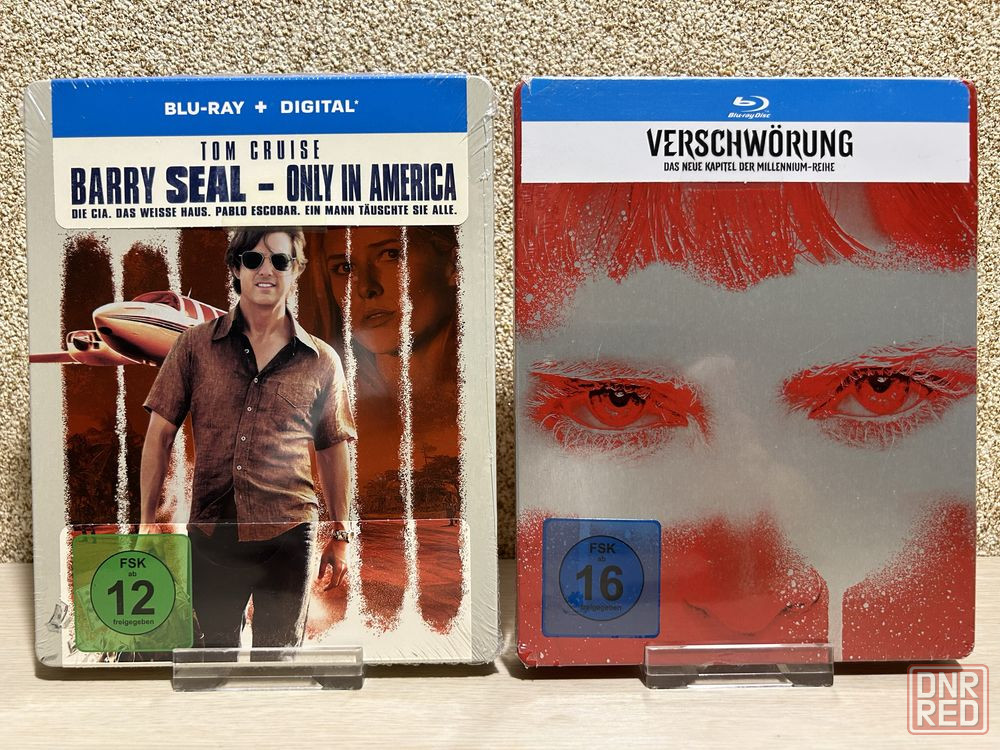 BLU-RAY + DIGITAL*
TOM CRUISE
BARRY SEAL – ONLY IN AMERICA
DIE CIA. DAS WEISSE HAUS. PABLO ESCOBAR. EIN MANN TÄUSCHTE SIE ALLE.
FSK
ab
12
freigegeben
Blu-ray Disc
VERSCHWÖRUNG
DAS NEUE KAPITEL DER MILLENNIUM-REIHE
FSK
ab
16
freigegeben
DNR
RED